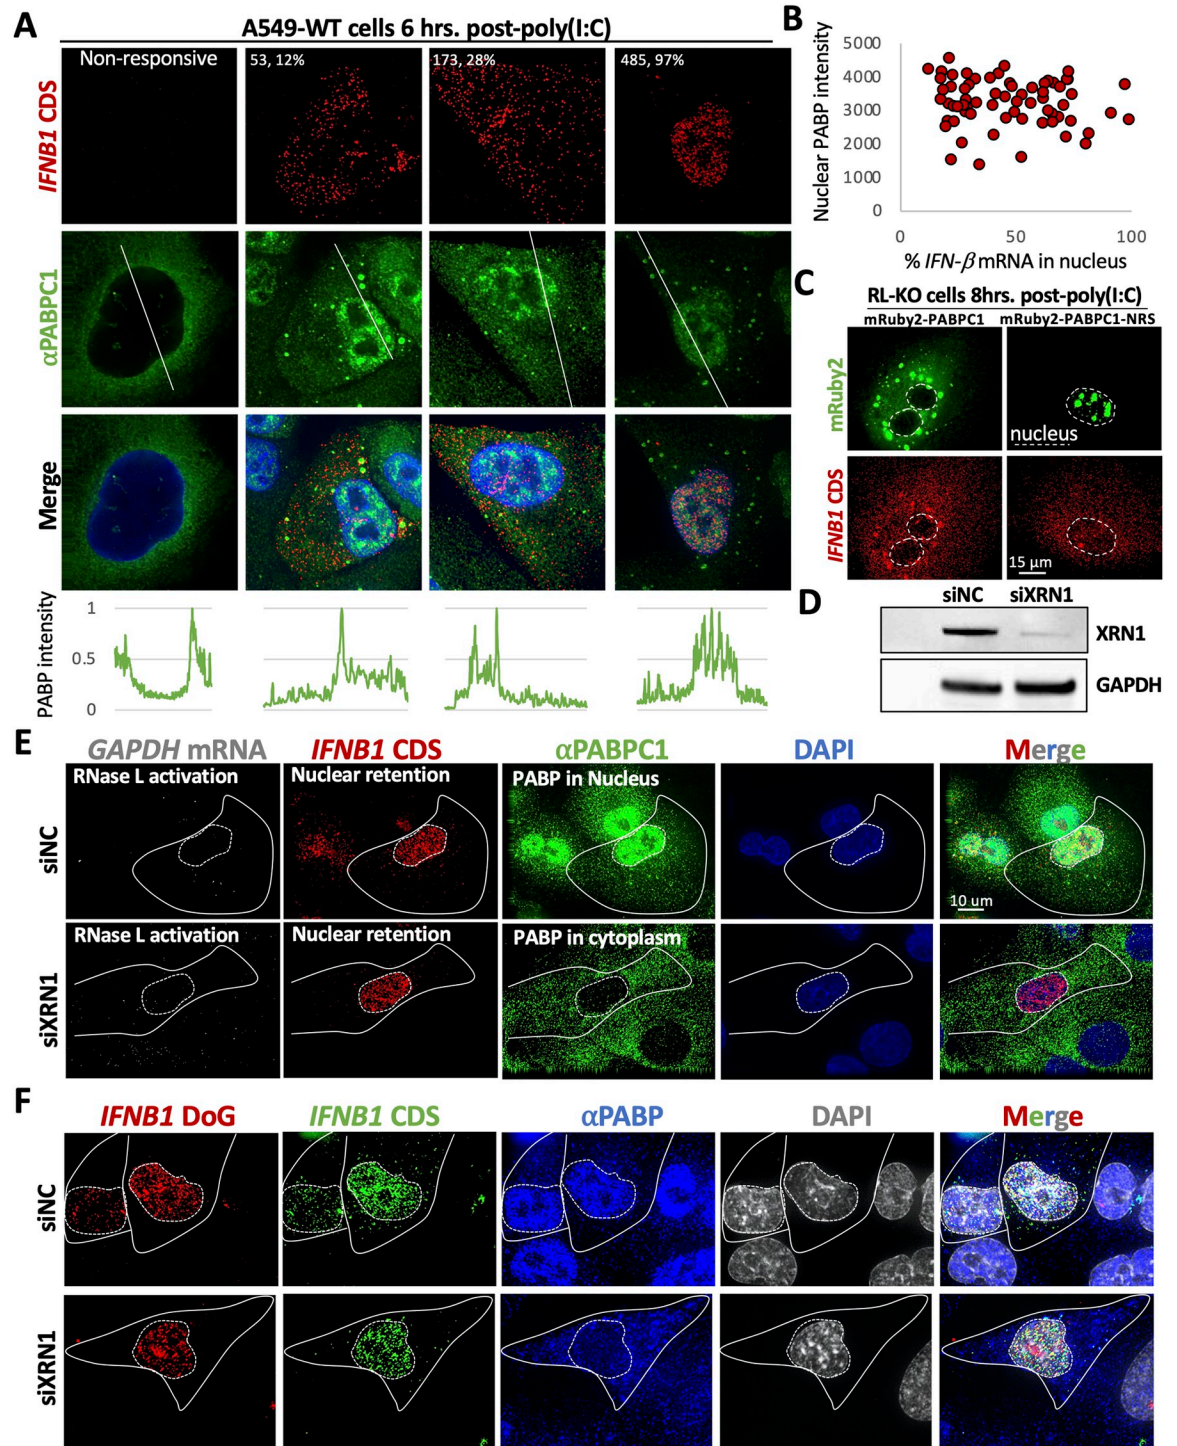 A
A549-WT cells 6 hrs. post-poly(I:C)
Non-responsive
53, 12%
173, 28%
485, 97%
IFNB1 CDS
αPABPC1
Merge
PABP intensity
1
0.5
0
B
Nuclear PABP intensity
5000
4000
3000
2000
1000
0
0 50 100
% IFN-β mRNA in nucleus
C
RL-KO cells 8hrs. post-poly(I:C)
mRuby2-PABPC1 mRuby2-PABPC1-NRS
mRuby2
nucleus
IFNB1 CDS
15 μm
D
siNC siXRN1
XRN1
GAPDH
E
GAPDH mRNA IFNB1 CDS αPABPC1 DAPI Merge
siNC
RNase L activation Nuclear retention PABP in Nucleus
10 um
siXRN1
RNase L activation Nuclear retention PABP in cytoplasm
F
IFNB1 DoG IFNB1 CDS αPABP DAPI Merge
siNC
siXRN1